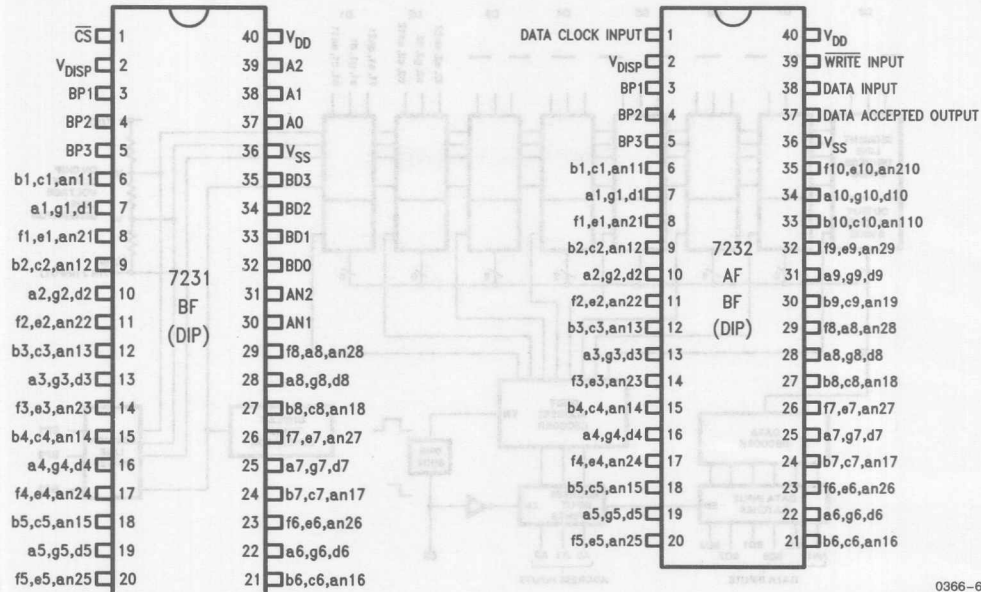 C̅S̅ 1 40 VDD
VDISP 2 39 A2
BP1 3 38 A1
BP2 4 37 A0
BP3 5 36 VSS
b1,c1,an11 6 35 BD3
a1,g1,d1 7 34 BD2
f1,e1,an21 8 33 BD1
b2,c2,an12 9 32 BD0
a2,g2,d2 10 31 AN2
f2,e2,an22 11 30 AN1
b3,c3,an13 12 29 f8,a8,an28
a3,g3,d3 13 28 a8,g8,d8
f3,e3,an23 14 27 b8,c8,an18
b4,c4,an14 15 26 f7,e7,an27
a4,g4,d4 16 25 a7,g7,d7
f4,e4,an24 17 24 b7,c7,an17
b5,c5,an15 18 23 f6,e6,an26
a5,g5,d5 19 22 a6,g6,d6
f5,e5,an25 20 21 b6,c6,an16
7231
BF
(DIP)
DATA CLOCK INPUT 1 40 VDD
VDISP 2 39 W̅R̅I̅T̅E̅ INPUT
BP1 3 38 DATA INPUT
BP2 4 37 DATA ACCEPTED OUTPUT
BP3 5 36 VSS
b1,c1,an11 6 35 f10,e10,an210
a1,g1,d1 7 34 a10,g10,d10
f1,e1,an21 8 33 b10,c10,an110
b2,c2,an12 9 32 f9,e9,an29
a2,g2,d2 10 31 a9,g9,d9
f2,e2,an22 11 30 b9,c9,an19
b3,c3,an13 12 29 f8,a8,an28
a3,g3,d3 13 28 a8,g8,d8
f3,e3,an23 14 27 b8,c8,an18
b4,c4,an14 15 26 f7,e7,an27
a4,g4,d4 16 25 a7,g7,d7
f4,e4,an24 17 24 b7,c7,an17
b5,c5,an15 18 23 f6,e6,an26
a5,g5,d5 19 22 a6,g6,d6
f5,e5,an25 20 21 b6,c6,an16
7232
AF
BF
(DIP)
0366-6